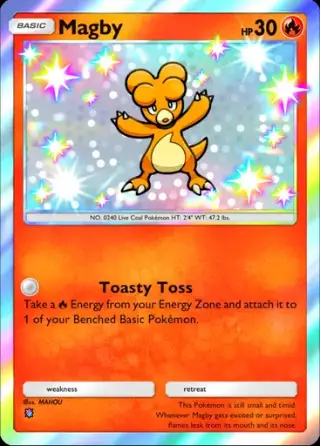 BASIC Magby HP 30
NO. 0240 Live Coal Pokémon HT: 2'4" WT: 47.2 lbs.
Toasty Toss
Take a Energy from your Energy Zone and attach it to
1 of your Benched Basic Pokémon.
weakness retreat
Illus. MAHOU
This Pokémon is still small and timid.
Whenever Magby gets excited or surprised,
flames leak from its mouth and its nose.